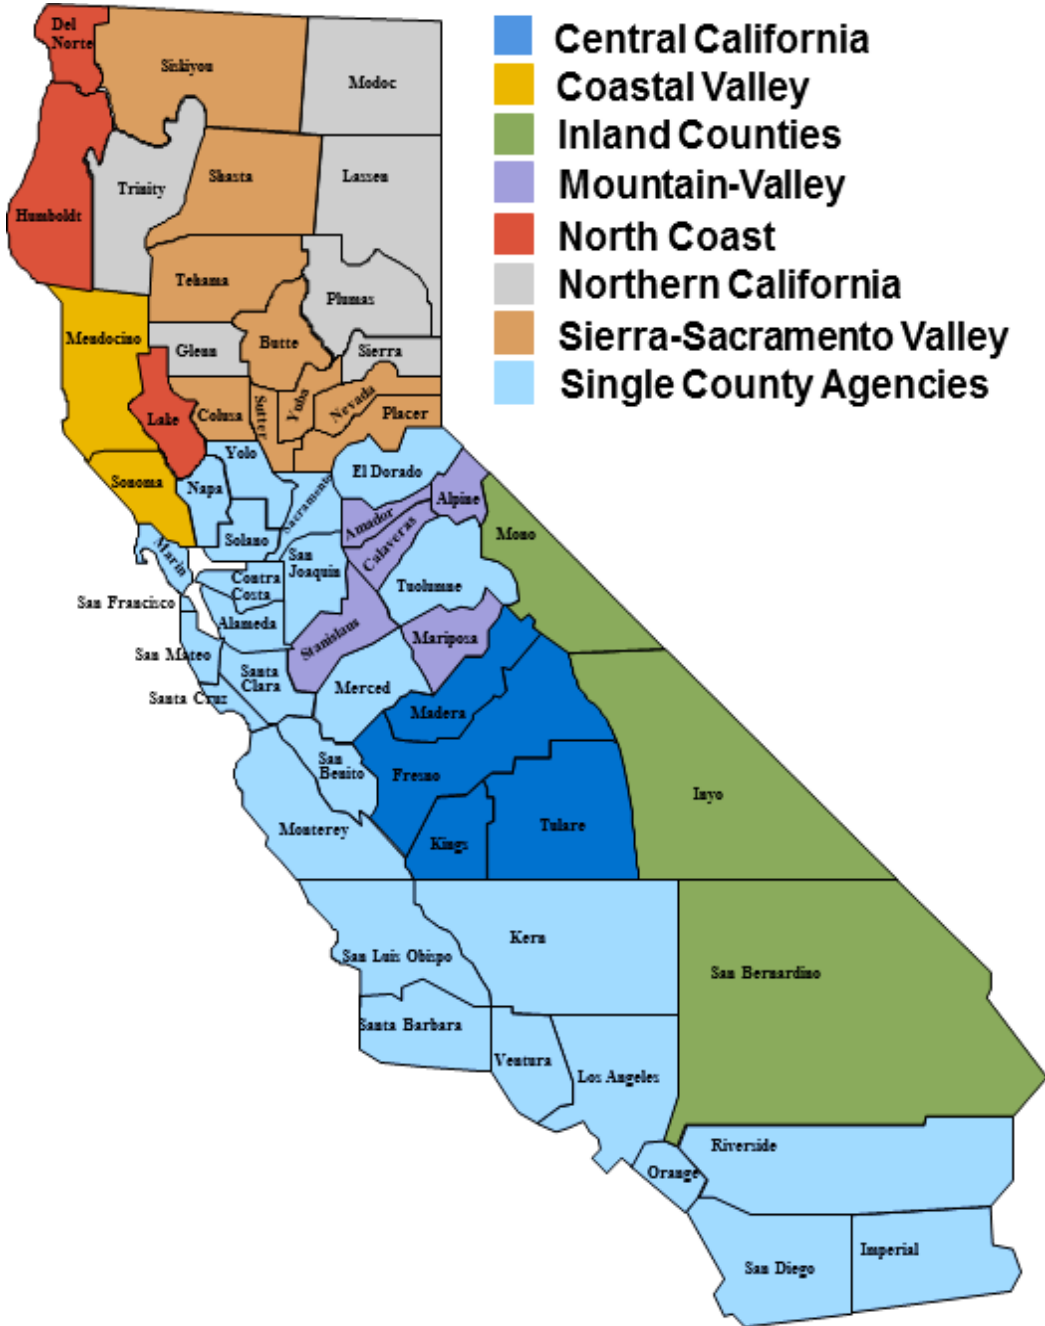 Central California
Coastal Valley
Inland Counties
Mountain-Valley
North Coast
Northern California
Sierra-Sacramento Valley
Single County Agencies
Del
Norte
Siskiyou
Modoc
Humboldt
Trinity
Shasta
Lassen
Tehama
Plumas
Mendocino
Glenn
Butte
Sierra
Lake
Colusa
Sutter
Yuba
Nevada
Placer
Sonoma
Napa
Yolo
Sacramento
El Dorado
Alpine
Amador
Calaveras
Mono
Marin
Solano
San
Joaquin
Contra
Costa
Tuolumne
San Francisco
Alameda
Stanislaus
Mariposa
San Mateo
Santa
Clara
Santa Cruz
Merced
Madera
San
Benito
Fresno
Inyo
Monterey
Kings
Tulare
San Luis Obispo
Kern
San Bernardino
Santa Barbara
Ventura
Los Angeles
Riverside
Orange
San Diego
Imperial